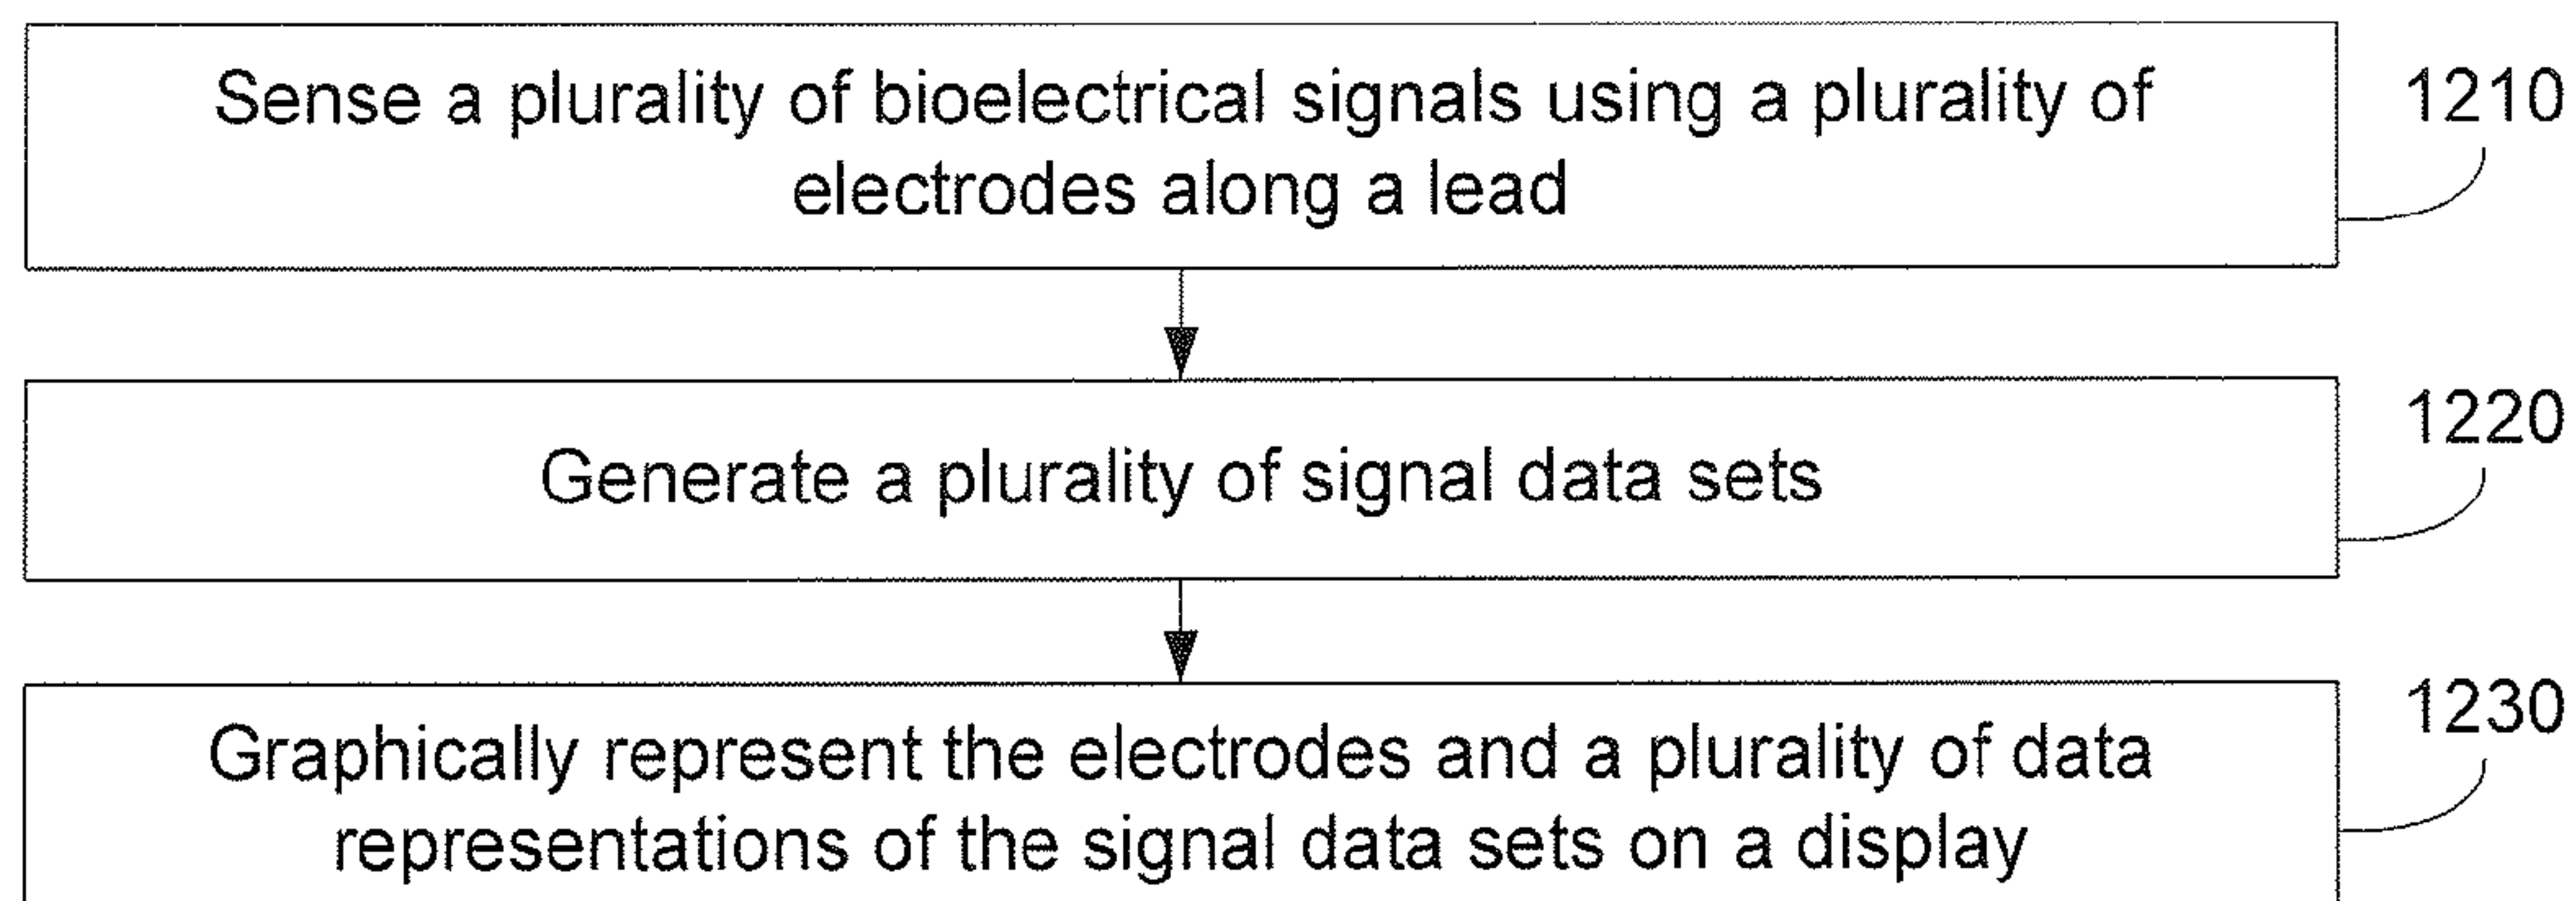 Sense a plurality of bioelectrical signals using a plurality of
electrodes along a lead
1210
Generate a plurality of signal data sets
1220
Graphically represent the electrodes and a plurality of data
representations of the signal data sets on a display
1230